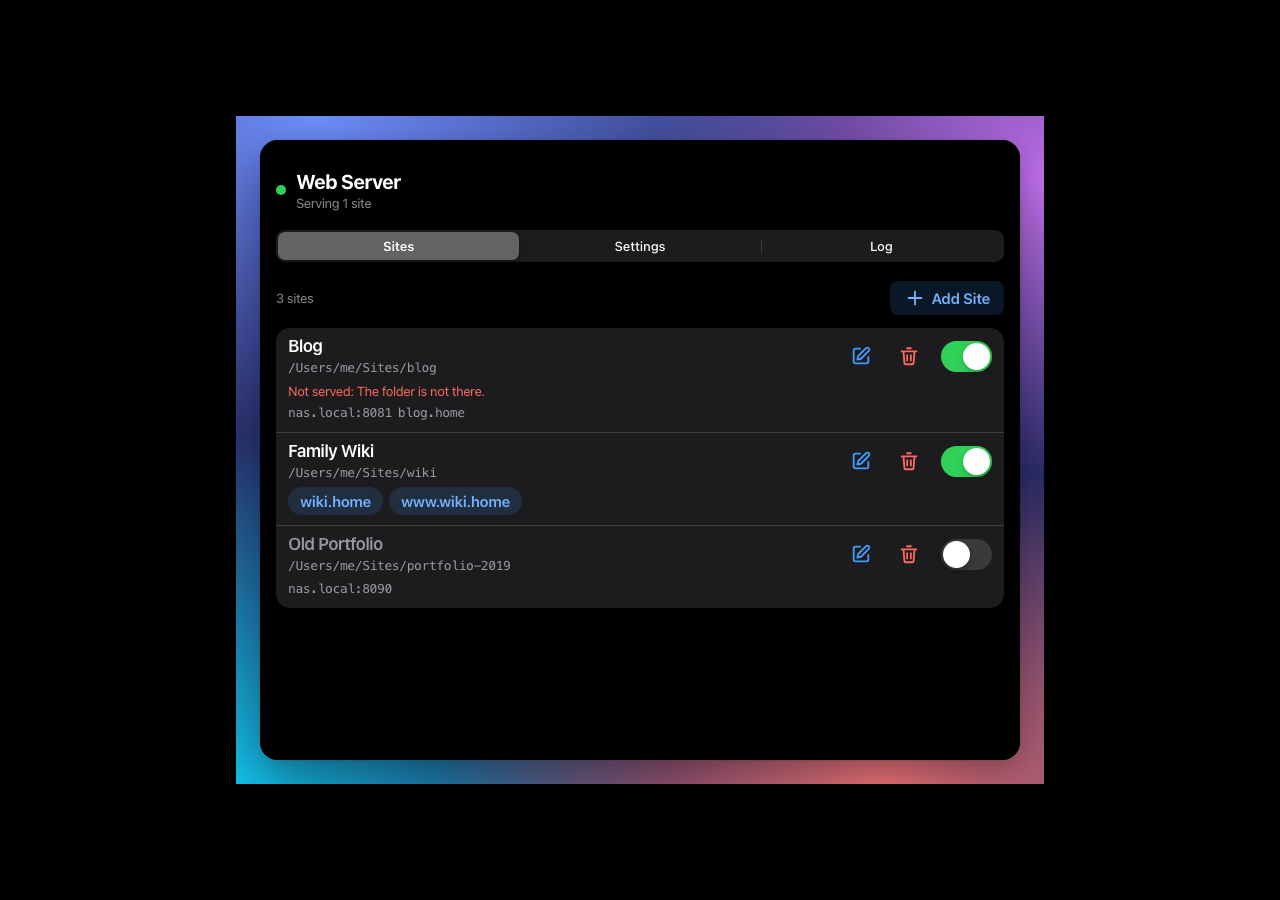 Web Server
Serving 1 site
Sites Settings Log
3 sites Add Site
Blog
/Users/me/Sites/blog
Not served: The folder is not there.
nas.local:8081 blog.home
Family Wiki
/Users/me/Sites/wiki
wiki.home www.wiki.home
Old Portfolio
/Users/me/Sites/portfolio-2019
nas.local:8090